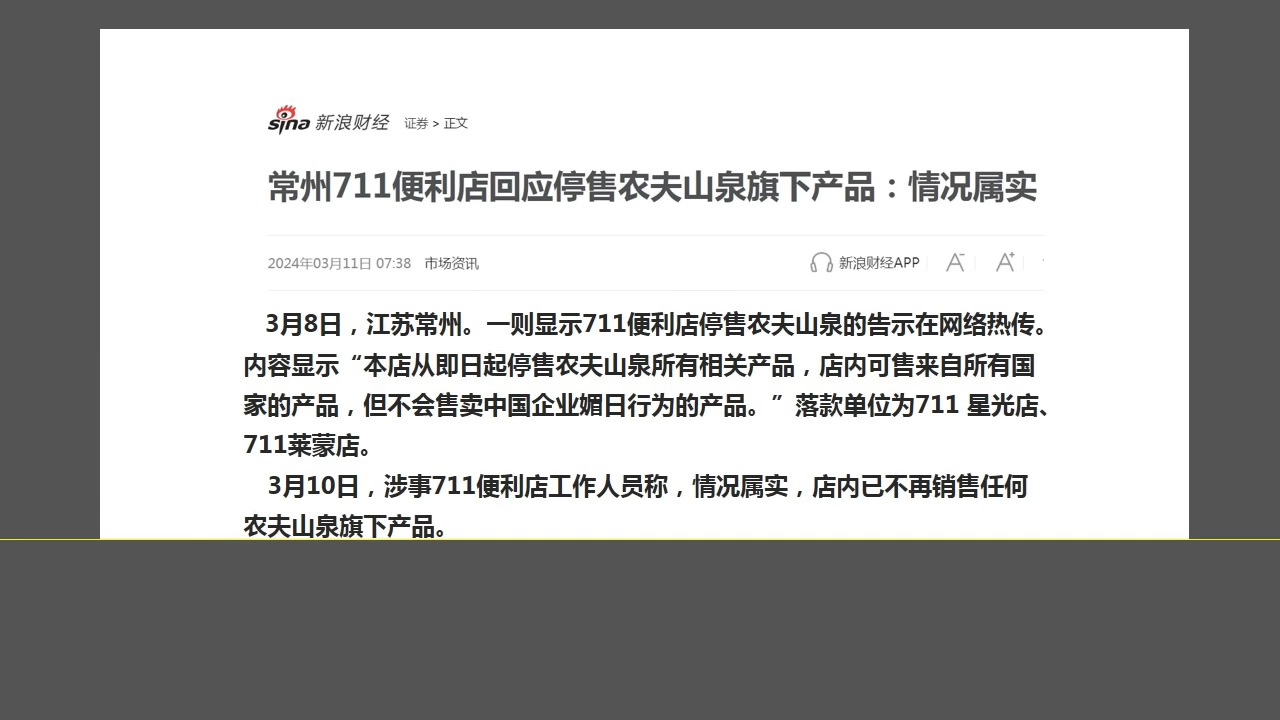 sina 新浪财经 证券 > 正文
常州711便利店回应停售农夫山泉旗下产品：情况属实
2024年03月11日 07:38 市场资讯 新浪财经APP A- A+
3月8日，江苏常州。一则显示711便利店停售农夫山泉的告示在网络热传。
内容显示“本店从即日起停售农夫山泉所有相关产品，店内可售来自所有国
家的产品，但不会售卖中国企业媚日行为的产品。”落款单位为711 星光店、
711莱蒙店。
3月10日，涉事711便利店工作人员称，情况属实，店内已不再销售任何
农夫山泉旗下产品。